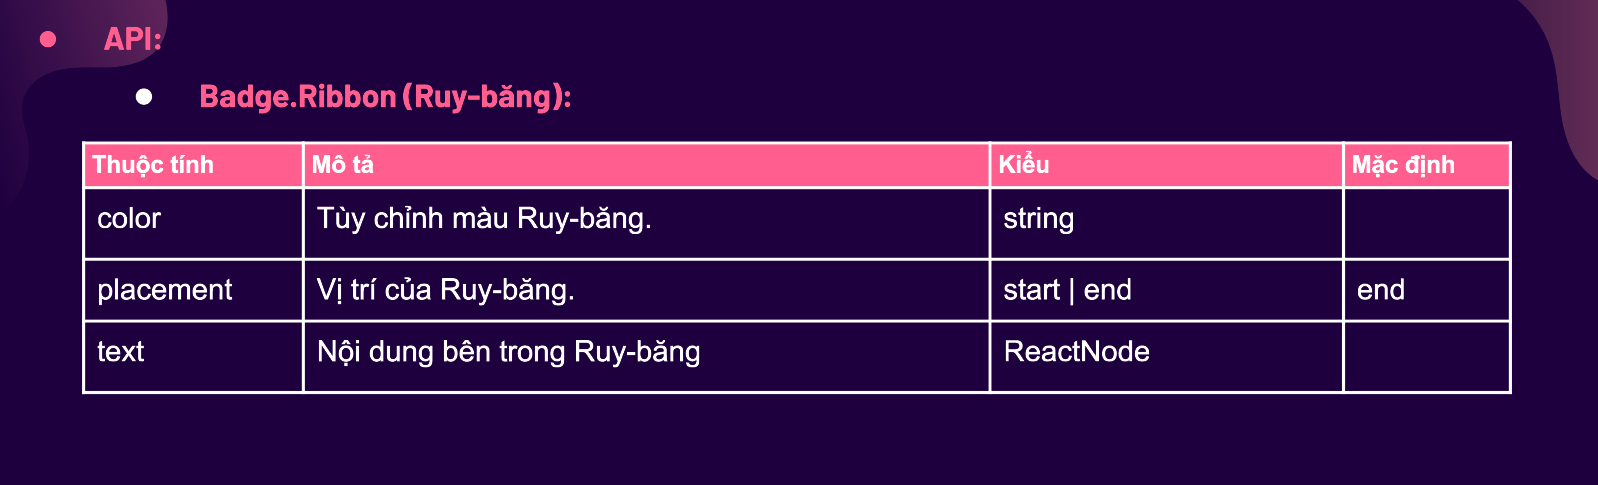 API:
Badge.Ribbon (Ruy-băng):
Thuộc tính Mô tả Kiểu Mặc định
color Tùy chỉnh màu Ruy-băng. string
placement Vị trí của Ruy-băng. start | end end
text Nội dung bên trong Ruy-băng ReactNode